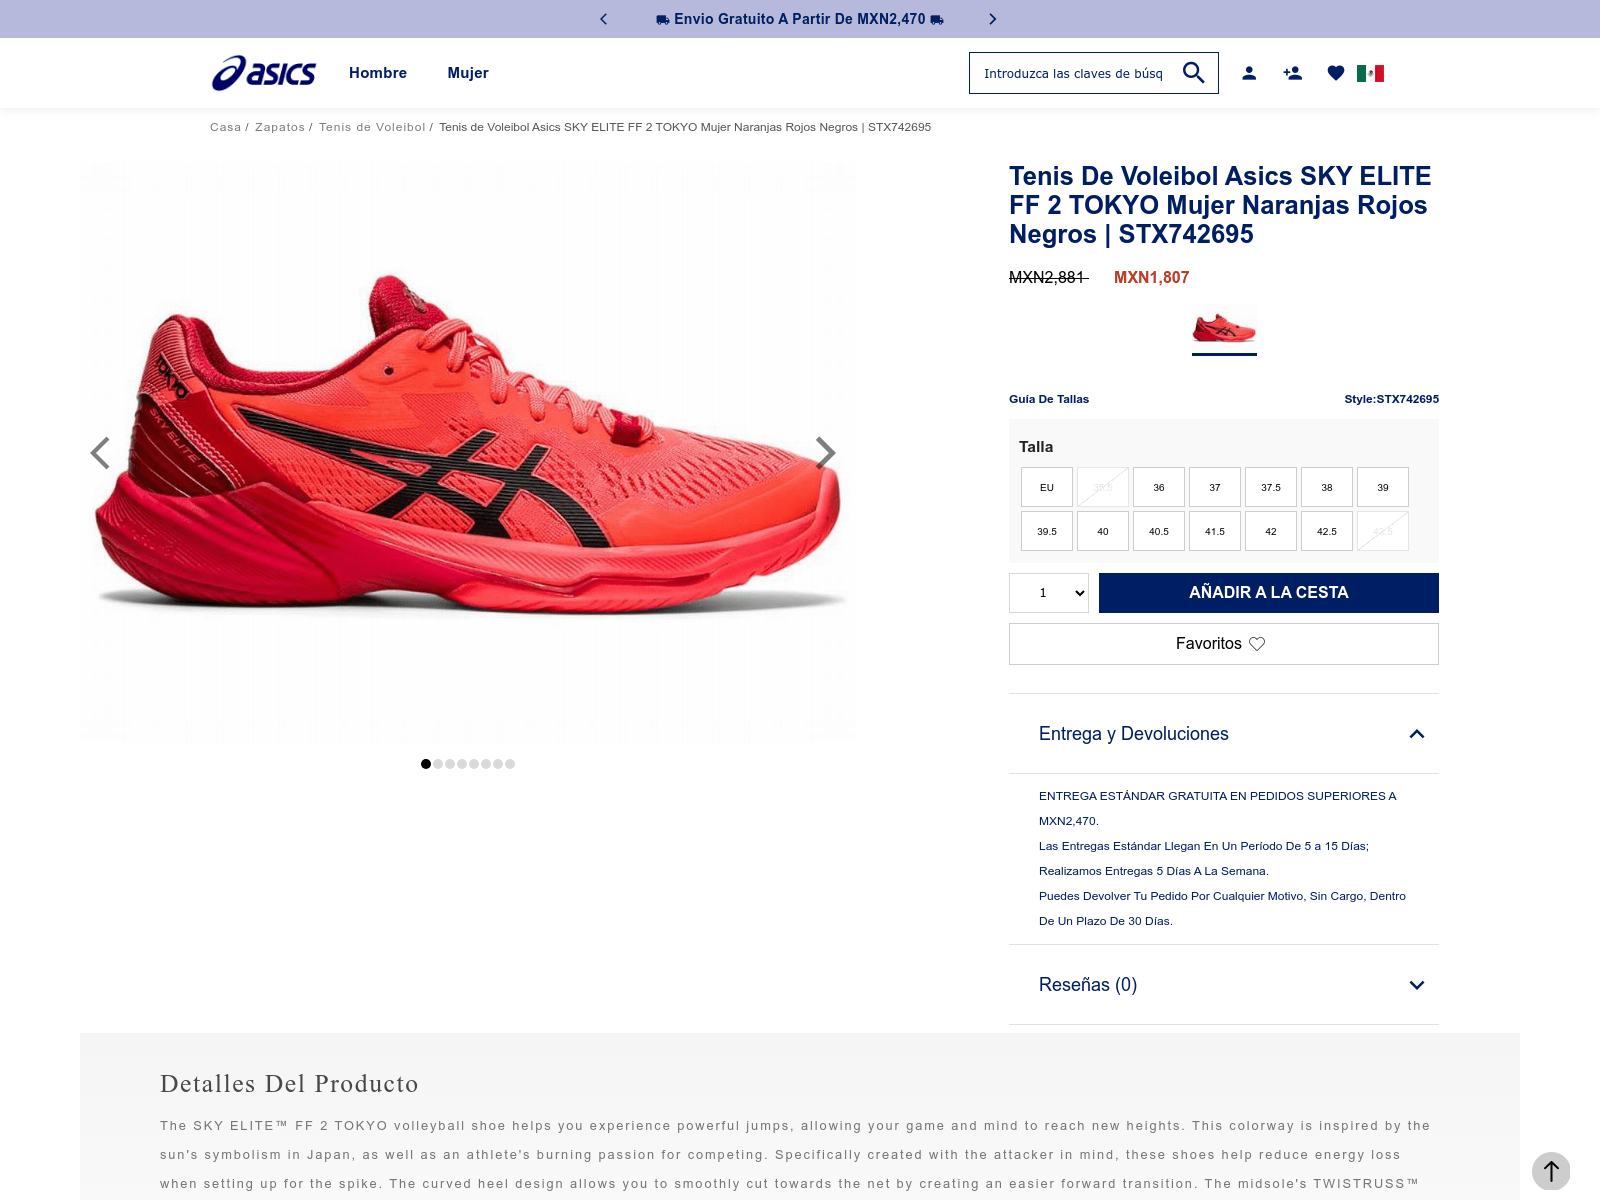 Envio Gratuito A Partir De MXN2,470
asics
Hombre
Mujer
Introduzca las claves de búsq
Casa / Zapatos / Tenis de Voleibol / Tenis de Voleibol Asics SKY ELITE FF 2 TOKYO Mujer Naranjas Rojos Negros | STX742695
TOKYO
SKY ELITE FF
Tenis De Voleibol Asics SKY ELITE
FF 2 TOKYO Mujer Naranjas Rojos
Negros | STX742695
MXN2,881 MXN1,807
Guía De Tallas Style:STX742695
Talla
EU 35.5 36 37 37.5 38 39
39.5 40 40.5 41.5 42 42.5 43.5
1 AÑADIR A LA CESTA
Favoritos
Entrega y Devoluciones
ENTREGA ESTÁNDAR GRATUITA EN PEDIDOS SUPERIORES A
MXN2,470.
Las Entregas Estándar Llegan En Un Período De 5 a 15 Días;
Realizamos Entregas 5 Días A La Semana.
Puedes Devolver Tu Pedido Por Cualquier Motivo, Sin Cargo, Dentro
De Un Plazo De 30 Días.
Reseñas (0)
Detalles Del Producto
The SKY ELITE™ FF 2 TOKYO volleyball shoe helps you experience powerful jumps, allowing your game and mind to reach new heights. This colorway is inspired by the
sun's symbolism in Japan, as well as an athlete's burning passion for competing. Specifically created with the attacker in mind, these shoes help reduce energy loss
when setting up for the spike. The curved heel design allows you to smoothly cut towards the net by creating an easier forward transition. The midsole's TWISTRUSS™